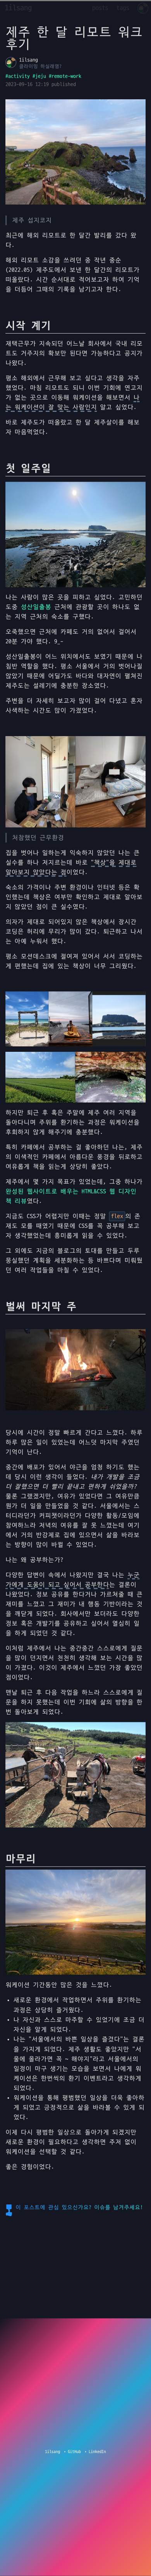 1ilsang
제주 한 달 리모트 워크
후기
1ilsang
클라이밍 하실래염?
#activity #jeju #remote-work
2023-09-16 12:19 published
제주 섭지코지
최근에 해외 리모트로 한 달간 발리를 갔다 왔
다.
해외 리모트 소감을 쓰려던 중 작년 중순
(2022.05) 제주도에서 보낸 한 달간의 리모트가
떠올랐다. 시간 순서대로 적어보고자 하며 기억
을 더듬어 그때의 기록을 남기고자 한다.
시작 계기
재택근무가 지속되던 어느날 회사에서 국내 리모
트도 거주지의 확보만 된다면 가능하다고 공지가
나왔다.
평소 해외에서 근무해 보고 싶다고 생각을 자주
했었다. 마침 리모트도 되니 이번 기회에 연고지
가 없는 곳으로 이동해 워케이션을 해보면서 나
는 워케이션이 잘 맞는 사람인지 알고 싶었다.
바로 제주도가 떠올랐고 한 달 제주살이를 해보
자 마음먹었다.
첫 일주일
나는 사람이 많은 곳을 피하고 싶었다. 고민하던
도중 성산일출봉 근처에 관광할 곳이 하나도 없
는 지역 근처의 숙소를 구했다.
오죽했으면 근처에 카페도 거의 없어서 걸어서
20분 가야 했다. 0_~
성산일출봉이 어느 위치에서도 보였기 때문에 나
침반 역할을 했다. 평소 서울에서 거의 벗어나질
않았기 때문에 어딜가도 바다와 대자연이 펼쳐진
제주도는 설레기에 충분한 장소였다.
주변을 더 자세히 보고자 많이 걸어 다녔고 혼자
사색하는 시간도 많이 가졌었다.
처참했던 근무환경
집을 벗어나 일하는게 익숙하지 않았던 나는 큰
실수를 하나 저지르는데 바로 "책상"을 제대로
알아보지 않았다는 점이었다.
숙소의 가격이나 주변 환경이나 인터넷 등은 확
인했는데 책상은 여부만 확인하고 제대로 알아보
지 않았던 점이 큰 실수였다.
의자가 제대로 되어있지 않은 책상에서 장시간
코딩은 허리에 무리가 많이 갔다. 퇴근하고 나서
는 아예 누워서 했다.
평소 모션데스크에 절여져 있어서 서서 코딩하는
게 편했는데 집에 있는 책상이 너무 그리웠다.
하지만 퇴근 후 혹은 주말에 제주 여러 지역을
돌아다니며 주위를 환기하는 과정은 워케이션을
후회하지 않게 해주기에 충분했다.
특히 카페에서 공부하는 걸 좋아하던 나는, 제주
의 이색적인 카페에서 아름다운 풍경을 뒤로하고
여유롭게 책을 읽는게 상당히 좋았다.
제주에서 몇 가지 목표가 있었는데, 그중 하나가
완성된 웹사이트로 배우는 HTML&CSS 웹 디자인
책 리뷰였다.
지금도 CSS가 어렵지만 이때는 정말 flex의 존
재도 모를 때였기 때문에 CSS를 꼭 공부해 보고
자 생각했었는데 흥미롭게 읽을 수 있었다.
그 외에도 지금의 블로그의 토대를 만들고 두루
뭉실했던 계획을 세분화하는 등 바쁘다며 미뤄뒀
던 여러 작업들을 마칠 수 있었다.
벌써 마지막 주
당시에 시간이 정말 빠르게 간다고 느꼈다. 하루
하루 많은 일이 있었는데 어느덧 마지막 주였던
기억이 난다.
중간에 배포가 있어서 야근을 엄청 하기도 했는
데 당시 이런 생각이 들었다. 내가 개발을 조금
더 잘했으면 더 빨리 끝내고 편하게 쉬었을까?
물론 그랬겠지만, 여유가 있었다면 그 여유만큼
뭔가 더 일을 만들었을 것 같다. 서울에서는 스
터디라던가 커피챗이라던가 다양한 활동/모임에
참여하느라 저녁의 여유를 잘 못 느꼈는데 여기
에서 거의 반강제로 집에 있으면서 삶을 바라보
는 방향이 많이 바뀔 수 있었다.
나는 왜 공부하는가?
다양한 답변이 속에서 나왔지만 결국 나는 누군
가에게 도움이 되고 싶어서 공부한다는 결론이
나왔었다. 정보 공유를 한다던가 가르쳐줄 때 큰
재미를 느꼈고 이게 나의 행동 기반이라는 것
을 깨닫게 되었다. 회사에서만 보더라도 다양한
정보 혹은 개발기를 공유하고 싶어서 열심히 일
하게 되었다.
이처럼 제주에서 나는 중간중간 스스로에게 질문
을 많이 던지면서 천천히 생각해 보는 시간을 많
이 가졌다. 이것이 제주에서 느꼈던 가장 좋았던
점이었다.
맨날 퇴근 후 다음 작업을 하느라 스스로에게 질
문을 하지 못했는데 이번 기회에 삶의 방향을 한
번 돌아보게 되었다.
마무리
워케이션 기간동안 많은 것을 느꼈다.
• 새로운 환경에서 작업하면서 주위를 환기하는
과정은 상당히 즐거웠다.
• 나 자신과 스스로 마주할 수 있었기에 조금 더
자신을 알게 되었다.
• 나는 "서울에서의 바쁜 일상을 즐겼다"는 결론
을 가지게 되었다. 제주 생활도 좋았지만 "서
울에 올라가면 꼭 ~ 해야지"라고 서울에서의
일정이 마구 생기는 모습을 보면서 나에게 워
케이션은 한번씩의 환기 이벤트라고 생각하게
되었다.
• 워케이션을 통해 평범했던 일상을 더욱 좋아하
게 되었고 긍정적으로 삶을 바라볼 수 있게 되
었다.
이제 다시 평범한 일상으로 돌아가게 되겠지만
새로운 환경이 필요하다고 생각하면 주저 없이
워케이션을 선택할 것 같다.
좋은 경험이었다.
이 포스트에 관심 있으신가요? 이슈를 남겨주세요!
1ilsang • GitHub • LinkedIn